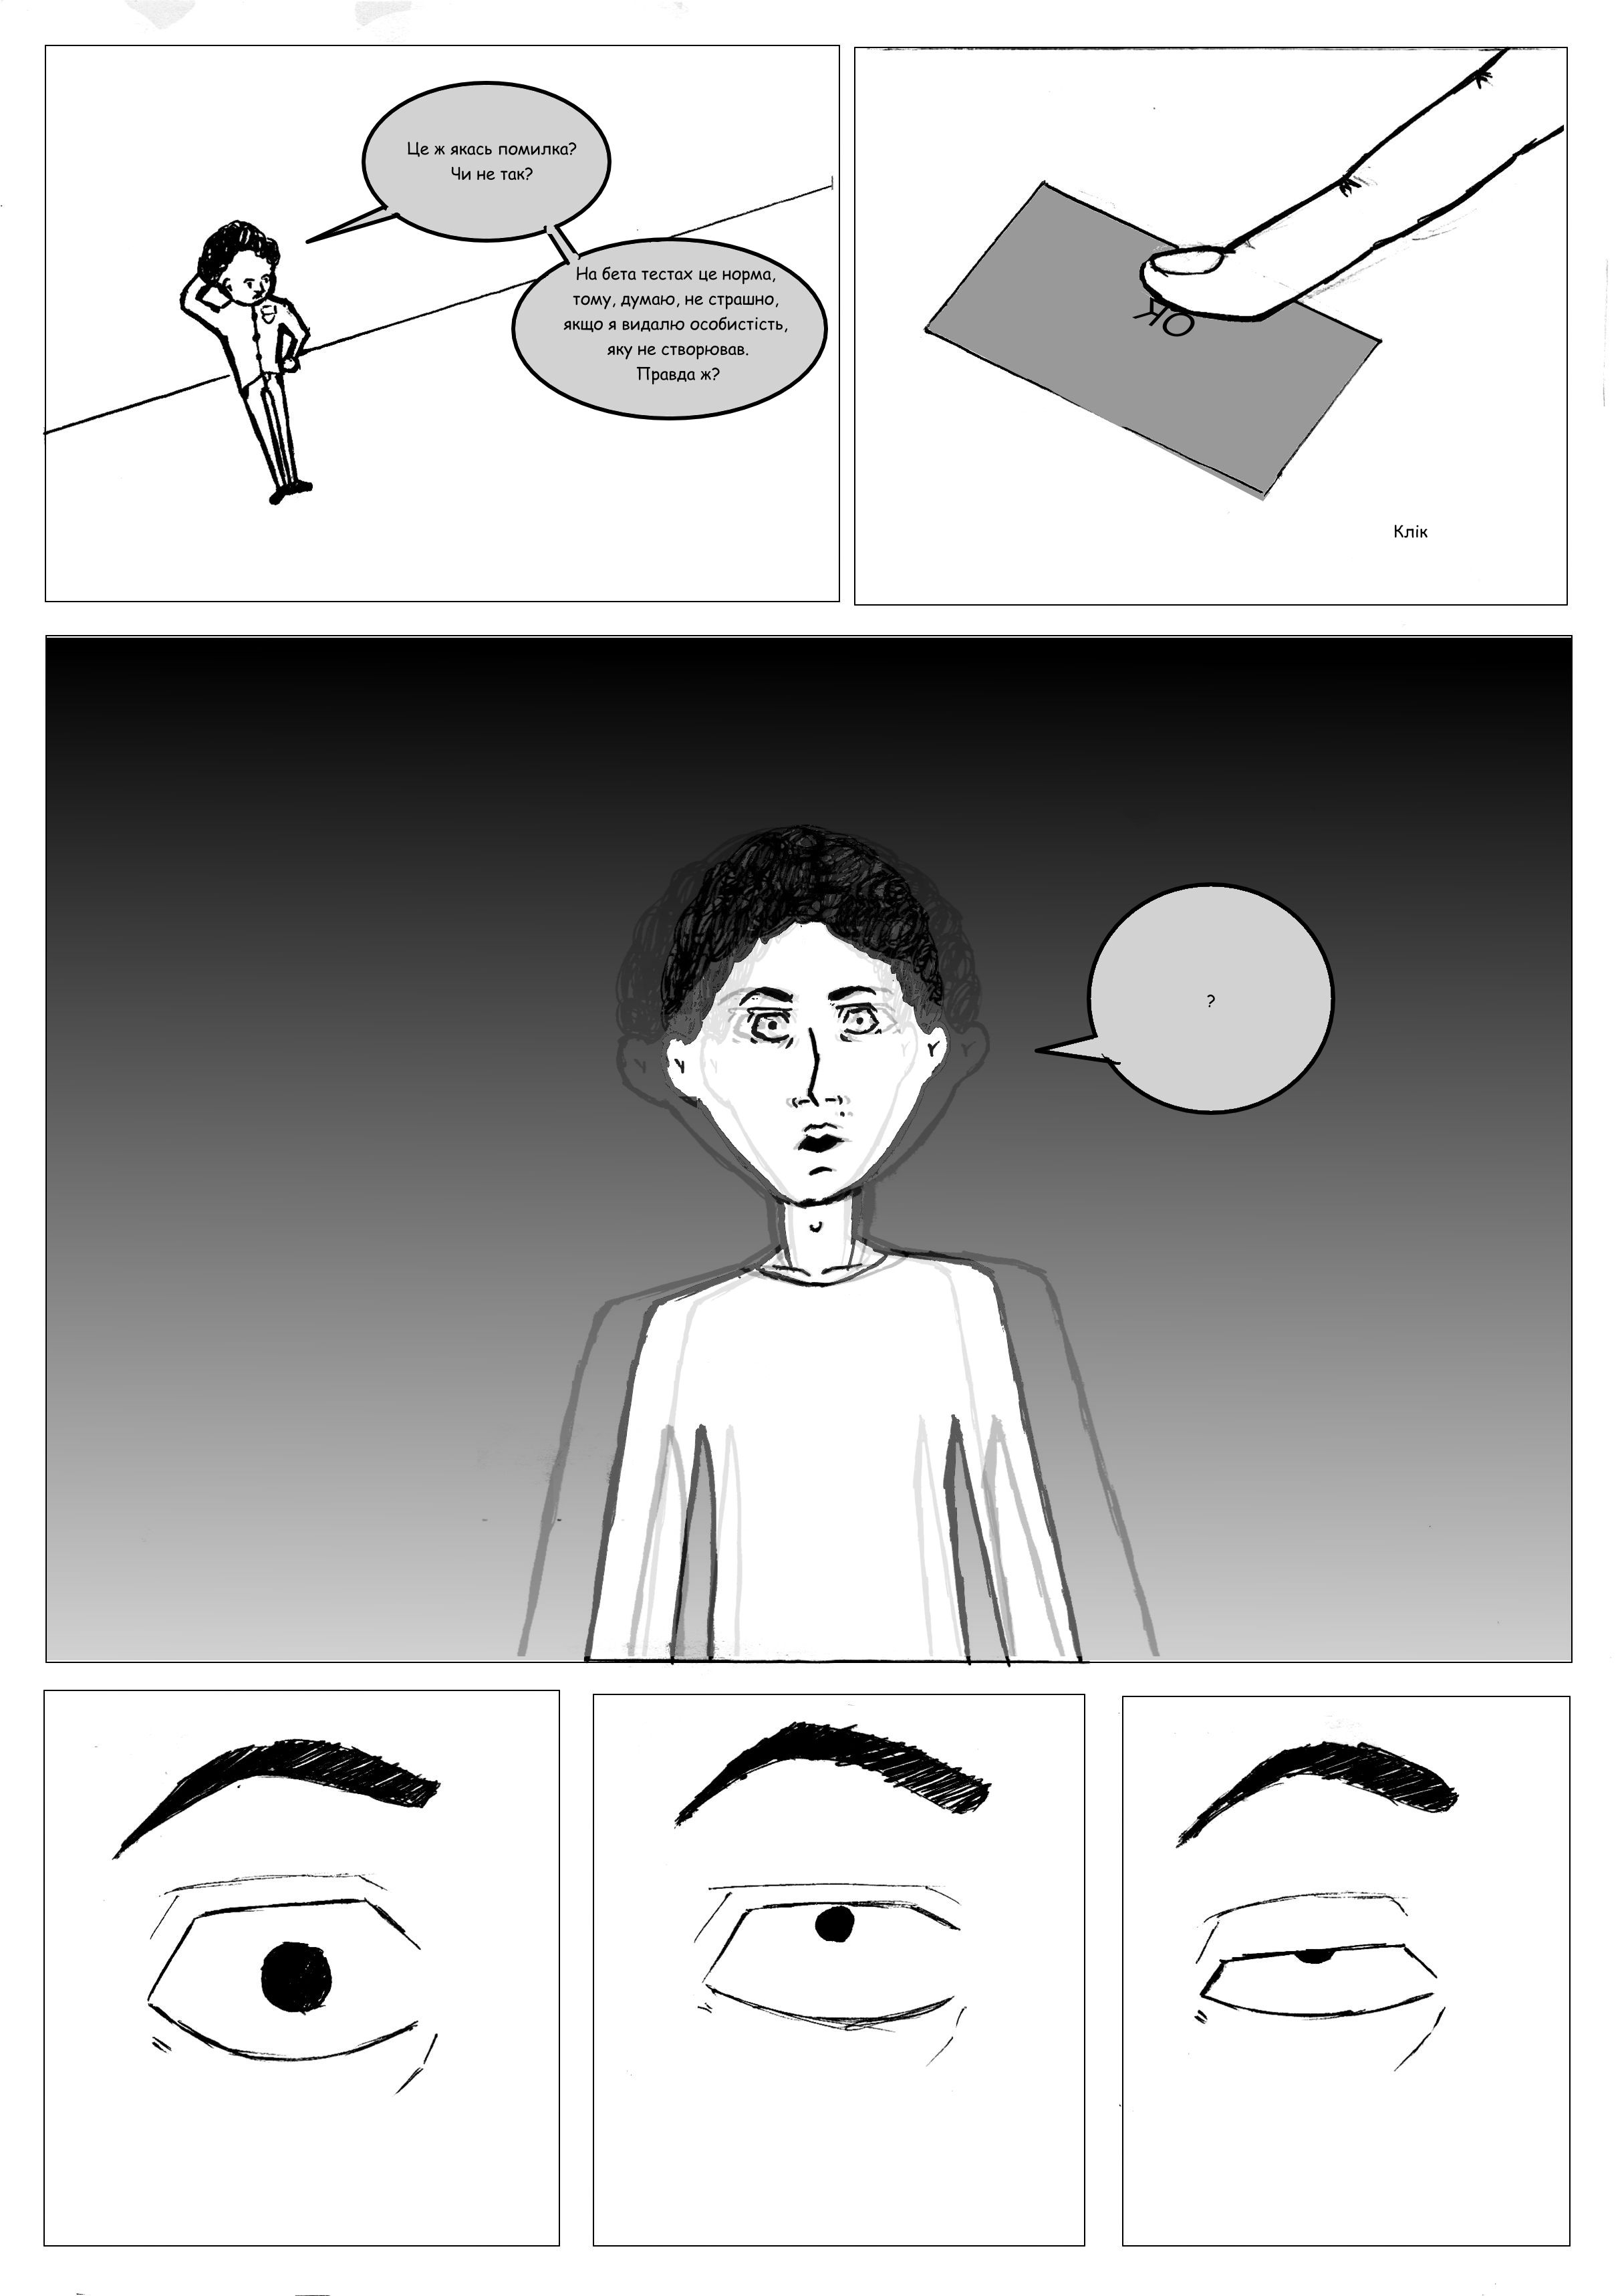 Це ж якась помилка?
Чи не так?
На бета тестах це норма,
тому, думаю, не страшно,
якщо я видалю особистість,
яку не створював.
Правда ж?
OK
Клік
?